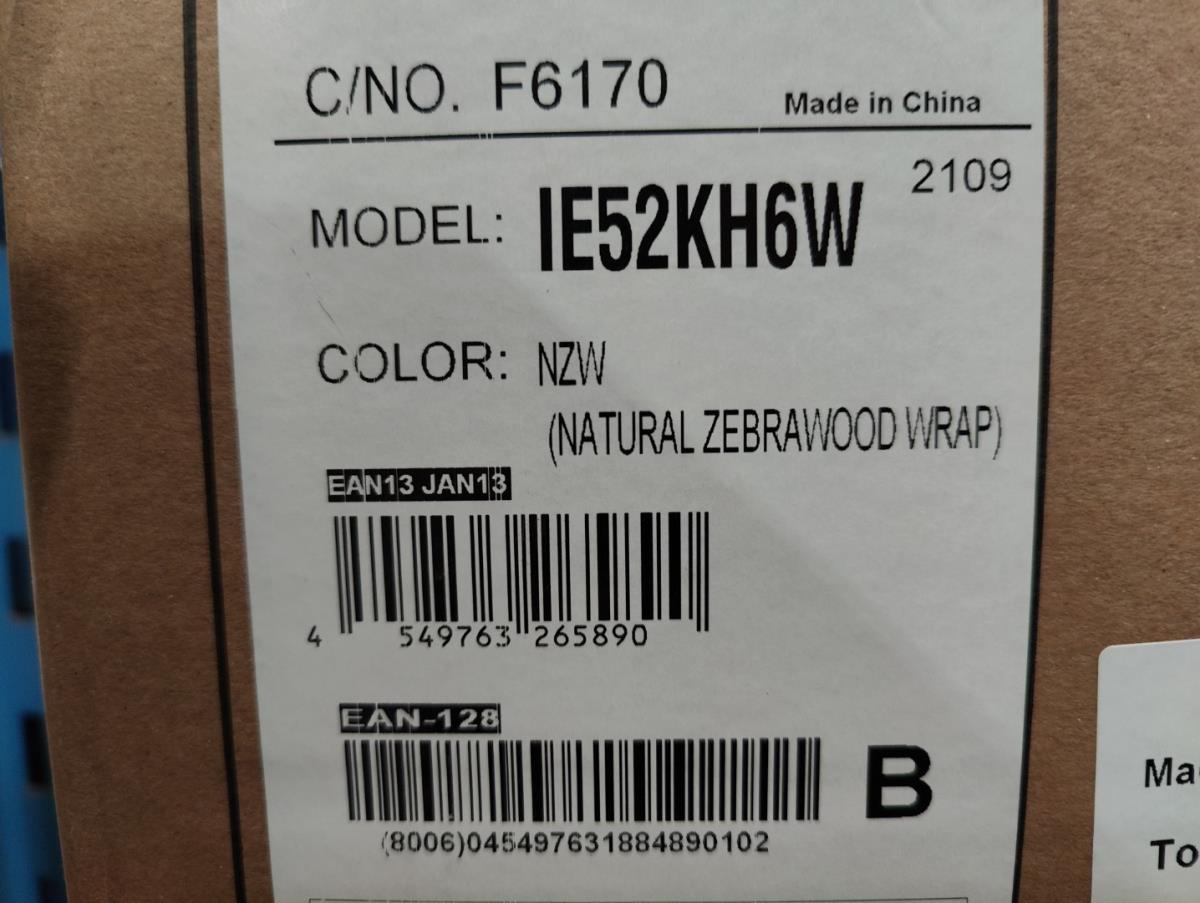 C/NO. F6170
Made in China
2109
MODEL: IE52KH6W
COLOR: NZW
(NATURAL ZEBRAWOOD WRAP)
EAN13 JAN13
4 549763 265890
EAN-128
B
(8006)045497631884890102
Ma
To